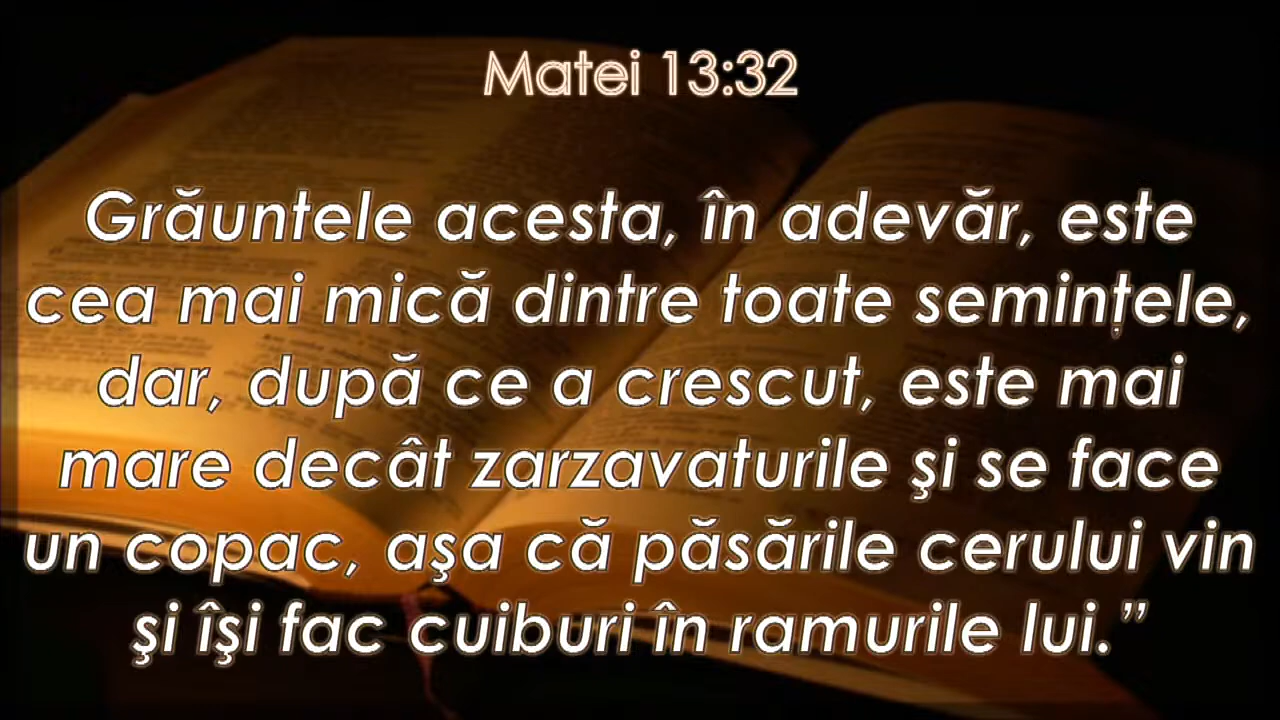 Matei 13:32
Grăuntele acesta, în adevăr, este
cea mai mică dintre toate seminţele,
dar, după ce a crescut, este mai
mare decât zarzavaturile şi se face
un copac, aşa că păsările cerului vin
şi îşi fac cuiburi în ramurile lui.”